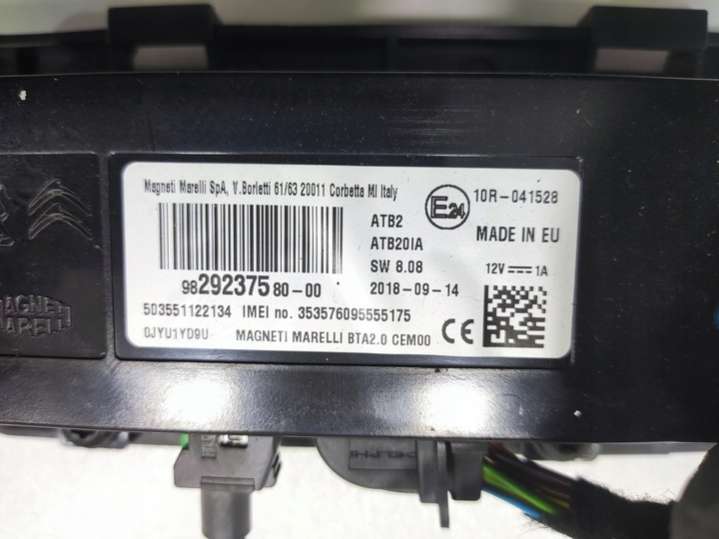 Magneti Marelli SpA, V.Borletti 61/63 20011 Corbetta MI Italy
E24
10R-041528
ATB2
ATB20IA
SW 8.08
2018-09-14
MADE IN EU
12V 1A
9829237580-00
503551122134 IMEI no. 353576095555175
0JYU1YD9U MAGNETI MARELLI BTA2.0 CEM00
CE
MAGNETI
MARELLI
DELPHI